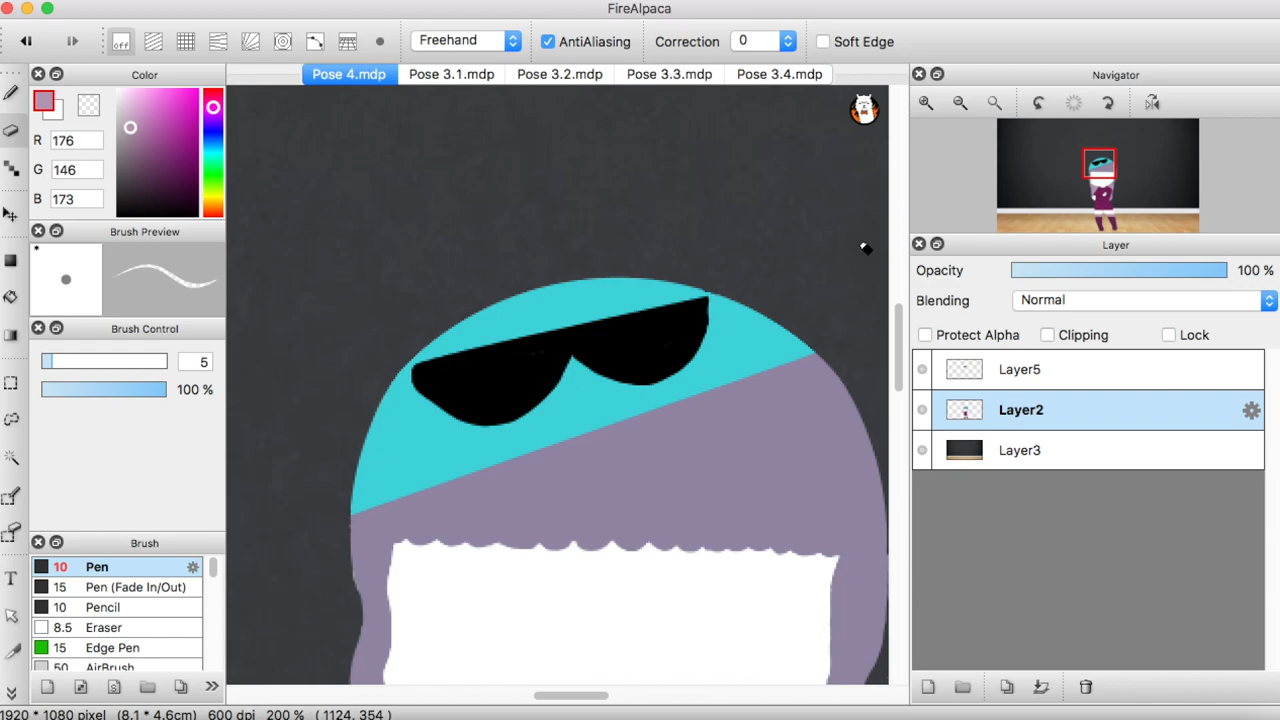 FireAlpaca
off
Freehand
AntiAliasing
Correction
0
Soft Edge
Color
Pose 4.mdp
Pose 3.1.mdp
Pose 3.2.mdp
Pose 3.3.mdp
Pose 3.4.mdp
Navigator
R 176
G 146
B 173
Brush Preview
*
Layer
Opacity
100 %
Blending
Normal
Brush Control
Protect Alpha
Clipping
Lock
5
100 %
Layer5
Layer2
Layer3
Brush
10 Pen
15 Pen (Fade In/Out)
10 Pencil
8.5 Eraser
15 Edge Pen
50 AirBrush
T
S
1920 * 1080 pixel (8.1 * 4.6cm) 600 dpi 200 % ( 1124, 354 )